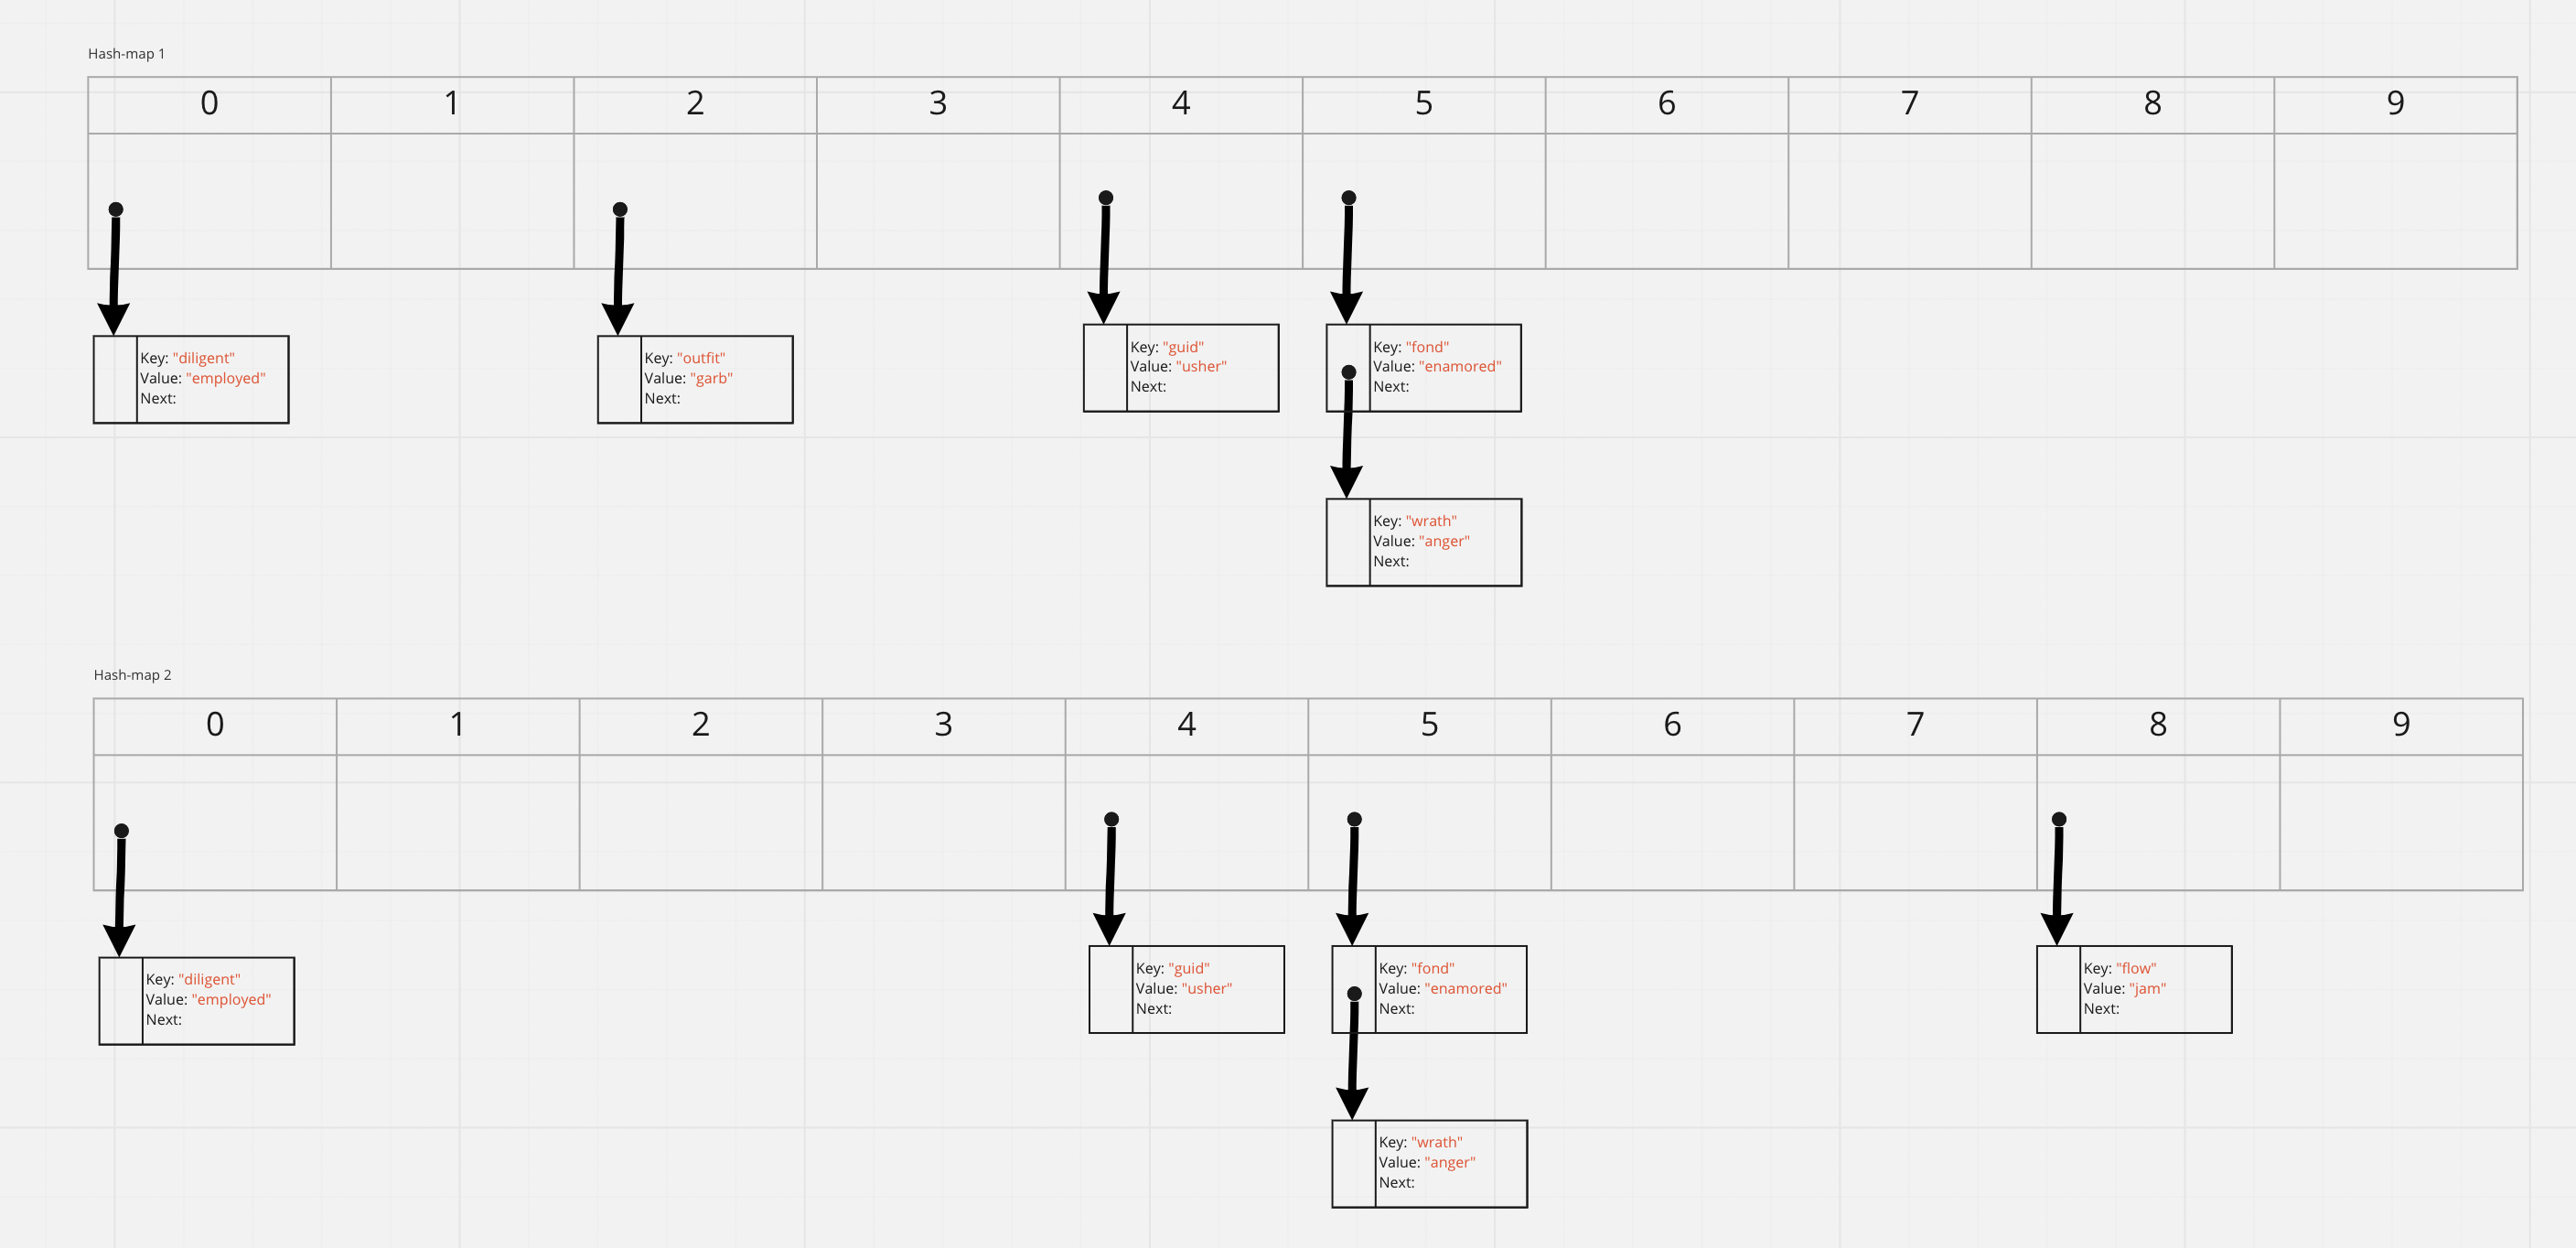 Hash-map 1
0 1 2 3 4 5 6 7 8 9
Key: "diligent"
Value: "employed"
Next:
Key: "outfit"
Value: "garb"
Next:
Key: "guid"
Value: "usher"
Next:
Key: "fond"
Value: "enamored"
Next:
Key: "wrath"
Value: "anger"
Next:
Hash-map 2
0 1 2 3 4 5 6 7 8 9
Key: "diligent"
Value: "employed"
Next:
Key: "guid"
Value: "usher"
Next:
Key: "fond"
Value: "enamored"
Next:
Key: "wrath"
Value: "anger"
Next:
Key: "flow"
Value: "jam"
Next: